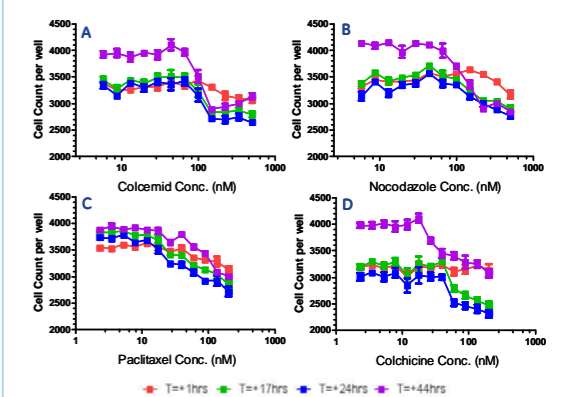 A
B
4500
4000
3500
3000
2500
2000
Cell Count per well
10
100
1000
Colcemid Conc. (nM)
4500
4000
3500
3000
2500
2000
Cell Count per well
10
100
1000
Nocodazole Conc. (nM)
C
D
4500
4000
3500
3000
2500
2000
Cell Count per well
1
10
100
1000
Paclitaxel Conc. (nM)
4500
4000
3500
3000
2500
2000
Cell Count per well
1
10
100
1000
Colchicine Conc. (nM)
T=+1hrs T=+17hrs T=+24hrs T=+44hrs